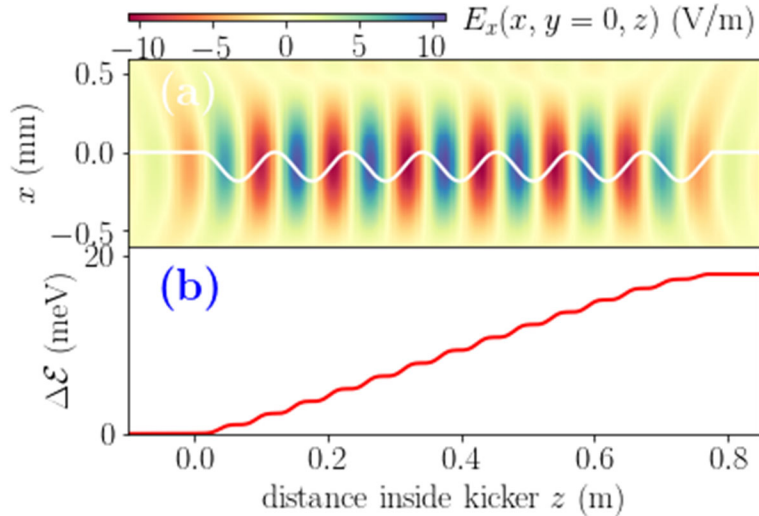 −10 −5 0 5 10 E_x(x, y = 0, z) (V/m)
(a)
0.5
0.0
−0.5
x (mm)
(b)
20
0
Δℰ (meV)
0.0 0.2 0.4 0.6 0.8
distance inside kicker z (m)